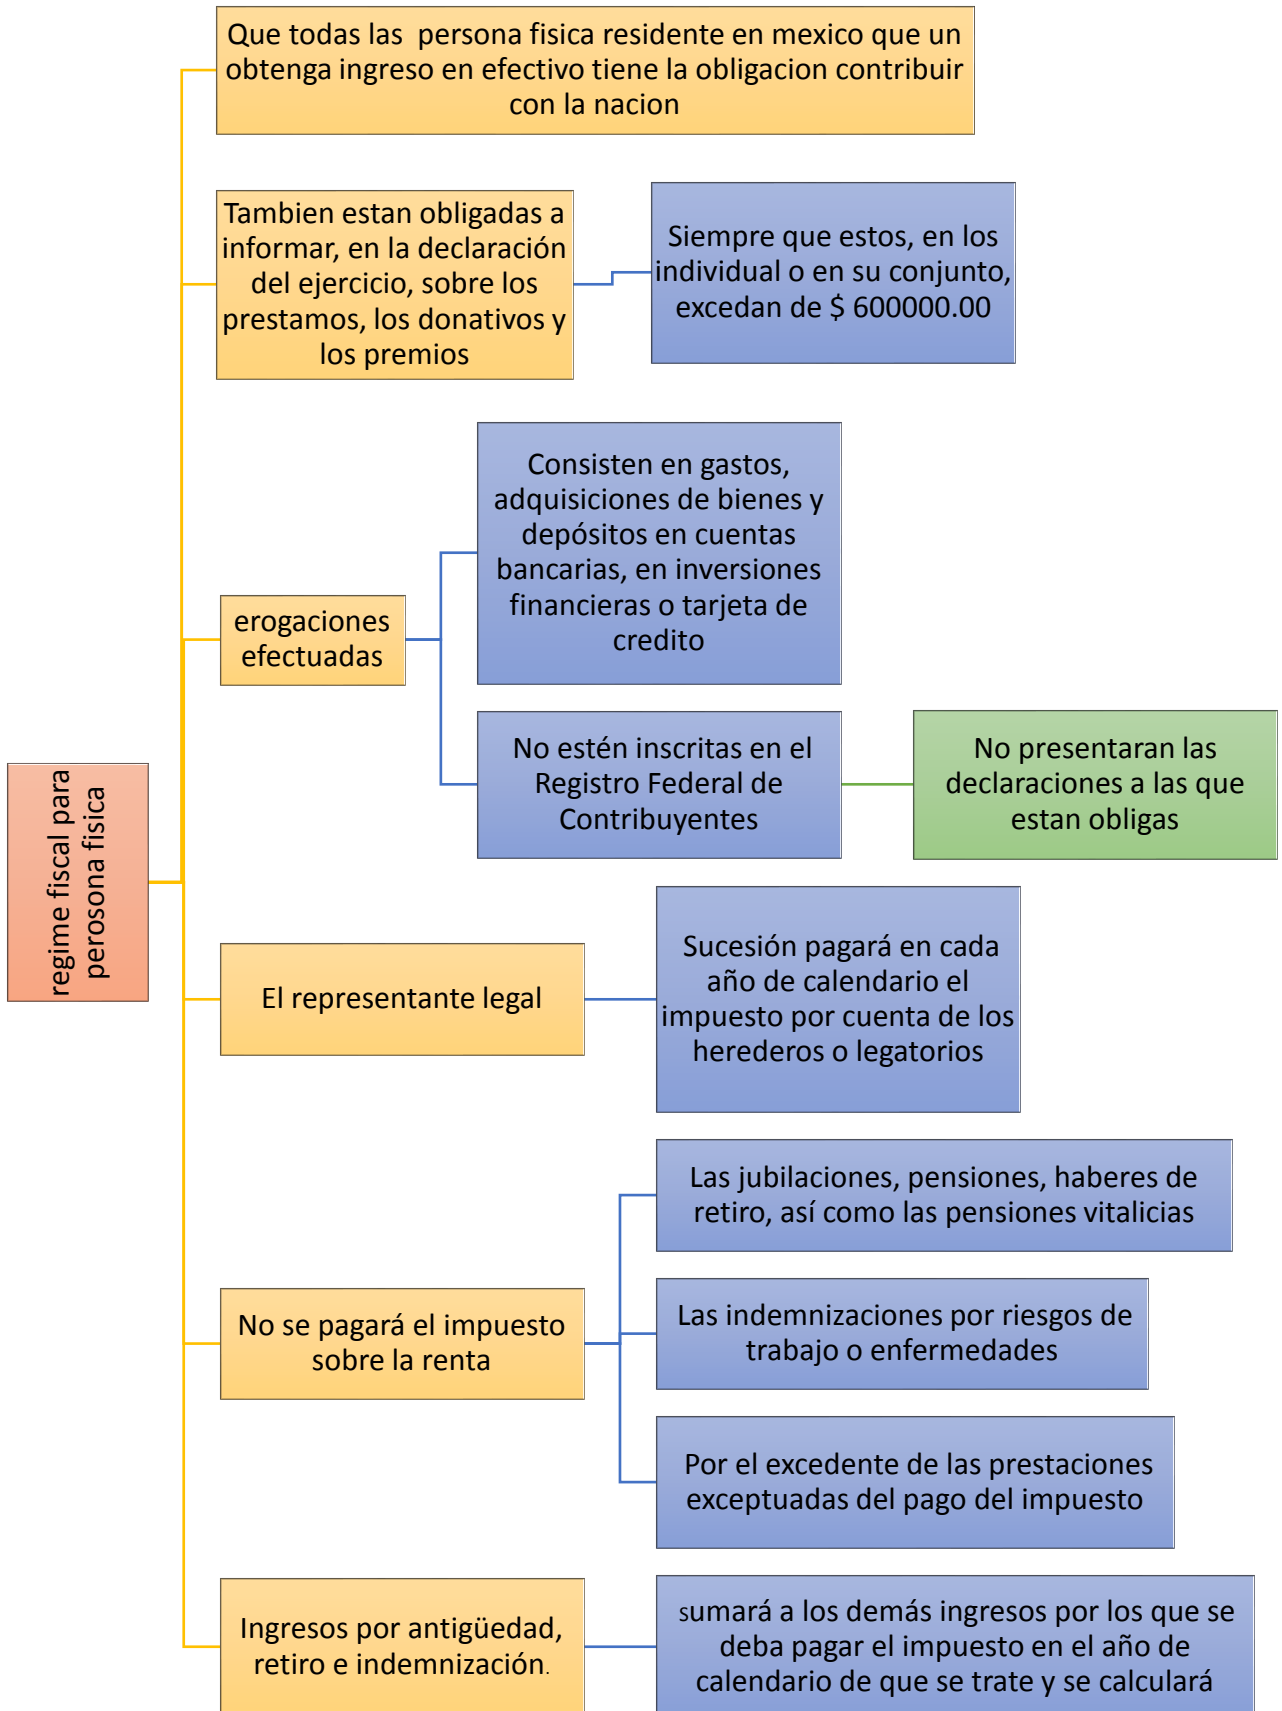 Que todas las  persona fisica residente en mexico que un
obtenga ingreso en efectivo tiene la obligacion contribuir
con la nacion
Tambien estan obligadas a
informar, en la declaración
del ejercicio, sobre los
prestamos, los donativos y
los premios
Siempre que estos, en los
individual o en su conjunto,
excedan de $ 600000.00
Consisten en gastos,
adquisiciones de bienes y
depósitos en cuentas
bancarias, en inversiones
financieras o tarjeta de
credito
erogaciones
efectuadas
No estén inscritas en el
Registro Federal de
Contribuyentes
No presentaran las
declaraciones a las que
estan obligas
regime fiscal para
perosona fisica
El representante legal
Sucesión pagará en cada
año de calendario el
impuesto por cuenta de los
herederos o legatorios
No se pagará el impuesto
sobre la renta
Las jubilaciones, pensiones, haberes de
retiro, así como las pensiones vitalicias
Las indemnizaciones por riesgos de
trabajo o enfermedades
Por el excedente de las prestaciones
exceptuadas del pago del impuesto
Ingresos por antigüedad,
retiro e indemnización.
sumará a los demás ingresos por los que se
deba pagar el impuesto en el año de
calendario de que se trate y se calculará